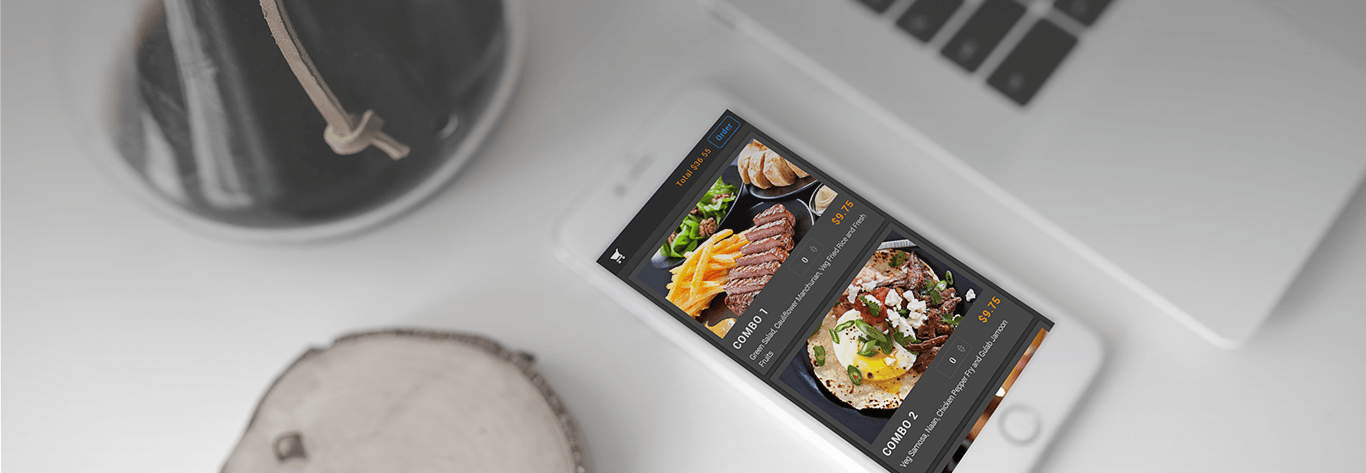 Total $36.55 Order
$9.75
0
COMBO 1
Green Salad, Cauliflower Manchurian, Veg Fried Rice and Fresh
Fruits
$9.75
0
COMBO 2
Veg Samosa, Naan, Chicken Pepper Fry and Gulab Jamoon